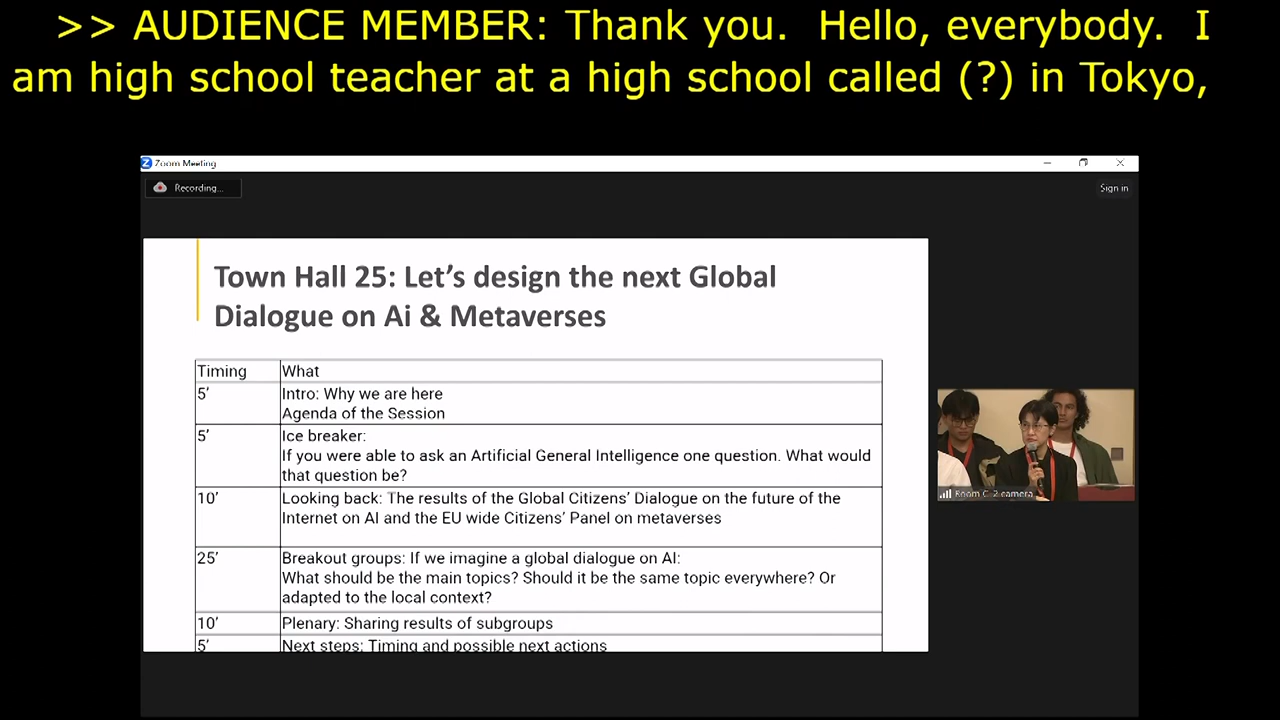 >> AUDIENCE MEMBER: Thank you. Hello, everybody. I
am high school teacher at a high school called (?) in Tokyo,
Zoom Meeting
Recording...
Sign in
Town Hall 25: Let's design the next Global
Dialogue on Ai & Metaverses
Timing What
5' Intro: Why we are here
Agenda of the Session
5' Ice breaker:
If you were able to ask an Artificial General Intelligence one question. What would
that question be?
10' Looking back: The results of the Global Citizens' Dialogue on the future of the
Internet on AI and the EU wide Citizens' Panel on metaverses
25' Breakout groups: If we imagine a global dialogue on AI:
What should be the main topics? Should it be the same topic everywhere? Or
adapted to the local context?
10' Plenary: Sharing results of subgroups
5' Next steps: Timing and possible next actions
Room C, 2 camera